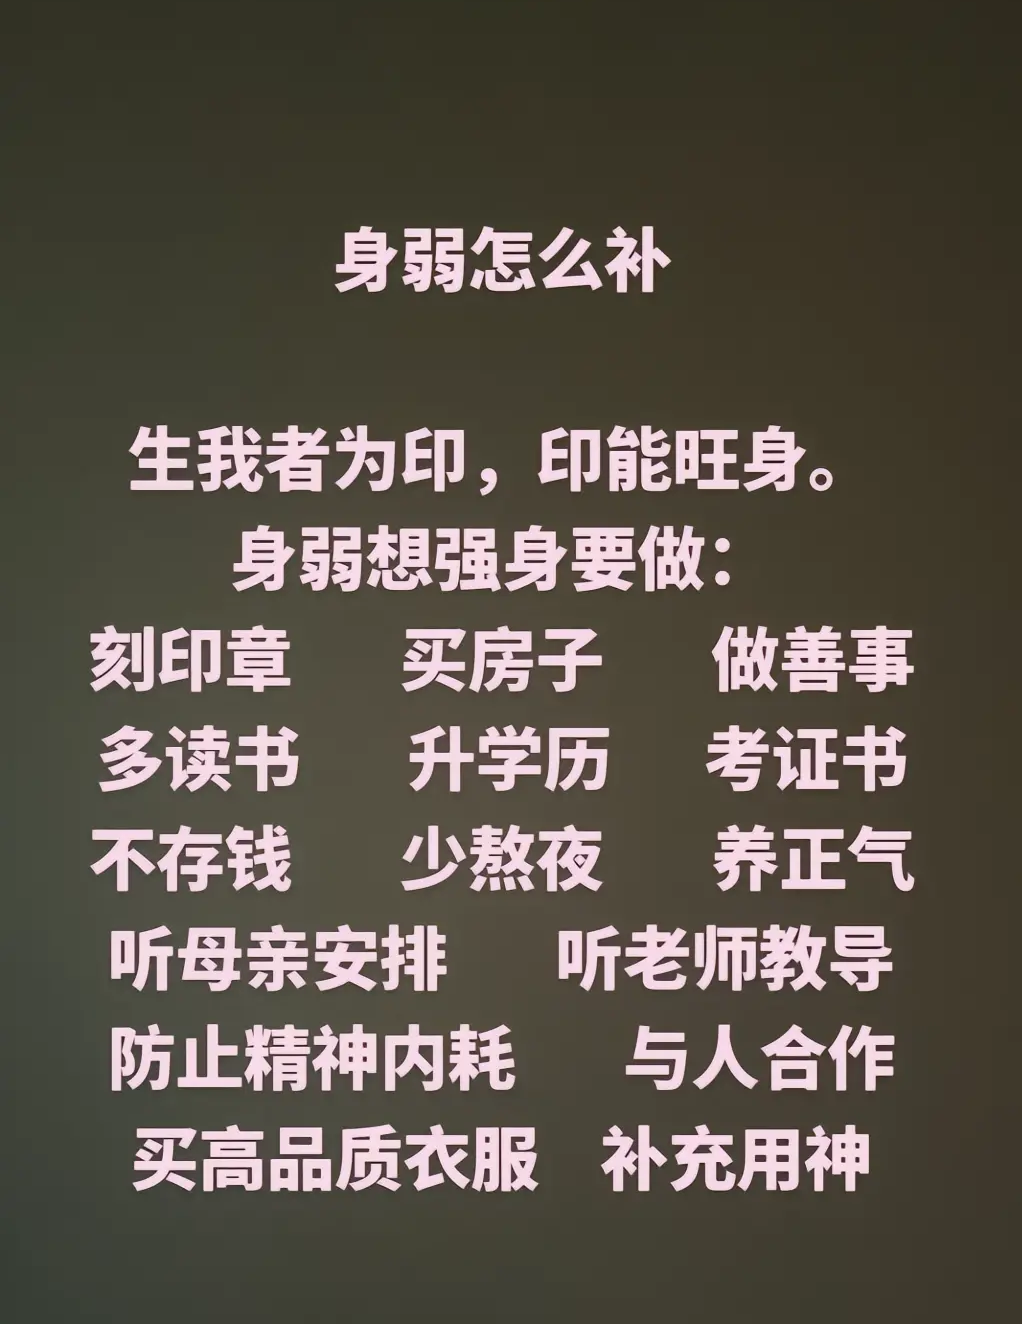 身弱怎么补
生我者为印，印能旺身。
身弱想强身要做：
刻印章 买房子 做善事
多读书 升学历 考证书
不存钱 少熬夜 养正气
听母亲安排 听老师教导
防止精神内耗 与人合作
买高品质衣服 补充用神